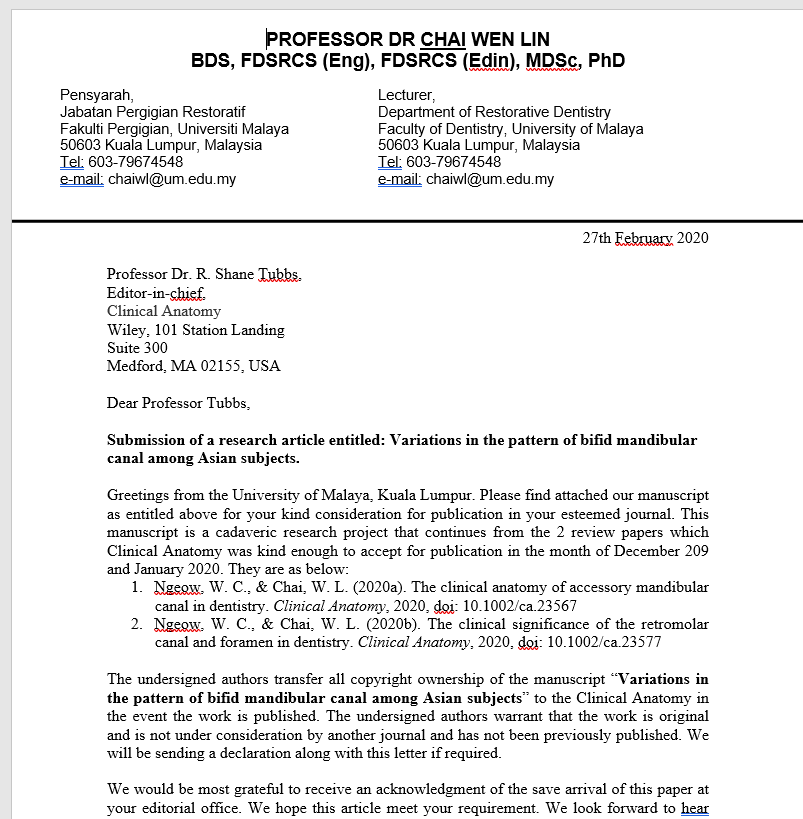 PROFESSOR DR CHAI WEN LIN
BDS, FDSRCS (Eng), FDSRCS (Edin), MDSc, PhD
Pensyarah,
Jabatan Pergigian Restoratif
Fakulti Pergigian, Universiti Malaya
50603 Kuala Lumpur, Malaysia
Tel: 603-79674548
e-mail: chaiwl@um.edu.my
Lecturer,
Department of Restorative Dentistry
Faculty of Dentistry, University of Malaya
50603 Kuala Lumpur, Malaysia
Tel: 603-79674548
e-mail: chaiwl@um.edu.my
27th February 2020
Professor Dr. R. Shane Tubbs,
Editor-in-chief,
Clinical Anatomy
Wiley, 101 Station Landing
Suite 300
Medford, MA 02155, USA
Dear Professor Tubbs,
Submission of a research article entitled: Variations in the pattern of bifid mandibular
canal among Asian subjects.
Greetings from the University of Malaya, Kuala Lumpur. Please find attached our manuscript
as entitled above for your kind consideration for publication in your esteemed journal. This
manuscript is a cadaveric research project that continues from the 2 review papers which
Clinical Anatomy was kind enough to accept for publication in the month of December 209
and January 2020. They are as below:
1. Ngeow, W. C., & Chai, W. L. (2020a). The clinical anatomy of accessory mandibular
canal in dentistry. Clinical Anatomy, 2020, doi: 10.1002/ca.23567
2. Ngeow, W. C., & Chai, W. L. (2020b). The clinical significance of the retromolar
canal and foramen in dentistry. Clinical Anatomy, 2020, doi: 10.1002/ca.23577
The undersigned authors transfer all copyright ownership of the manuscript “Variations in
the pattern of bifid mandibular canal among Asian subjects” to the Clinical Anatomy in
the event the work is published. The undersigned authors warrant that the work is original
and is not under consideration by another journal and has not been previously published. We
will be sending a declaration along with this letter if required.
We would be most grateful to receive an acknowledgment of the save arrival of this paper at
your editorial office. We hope this article meet your requirement. We look forward to hear